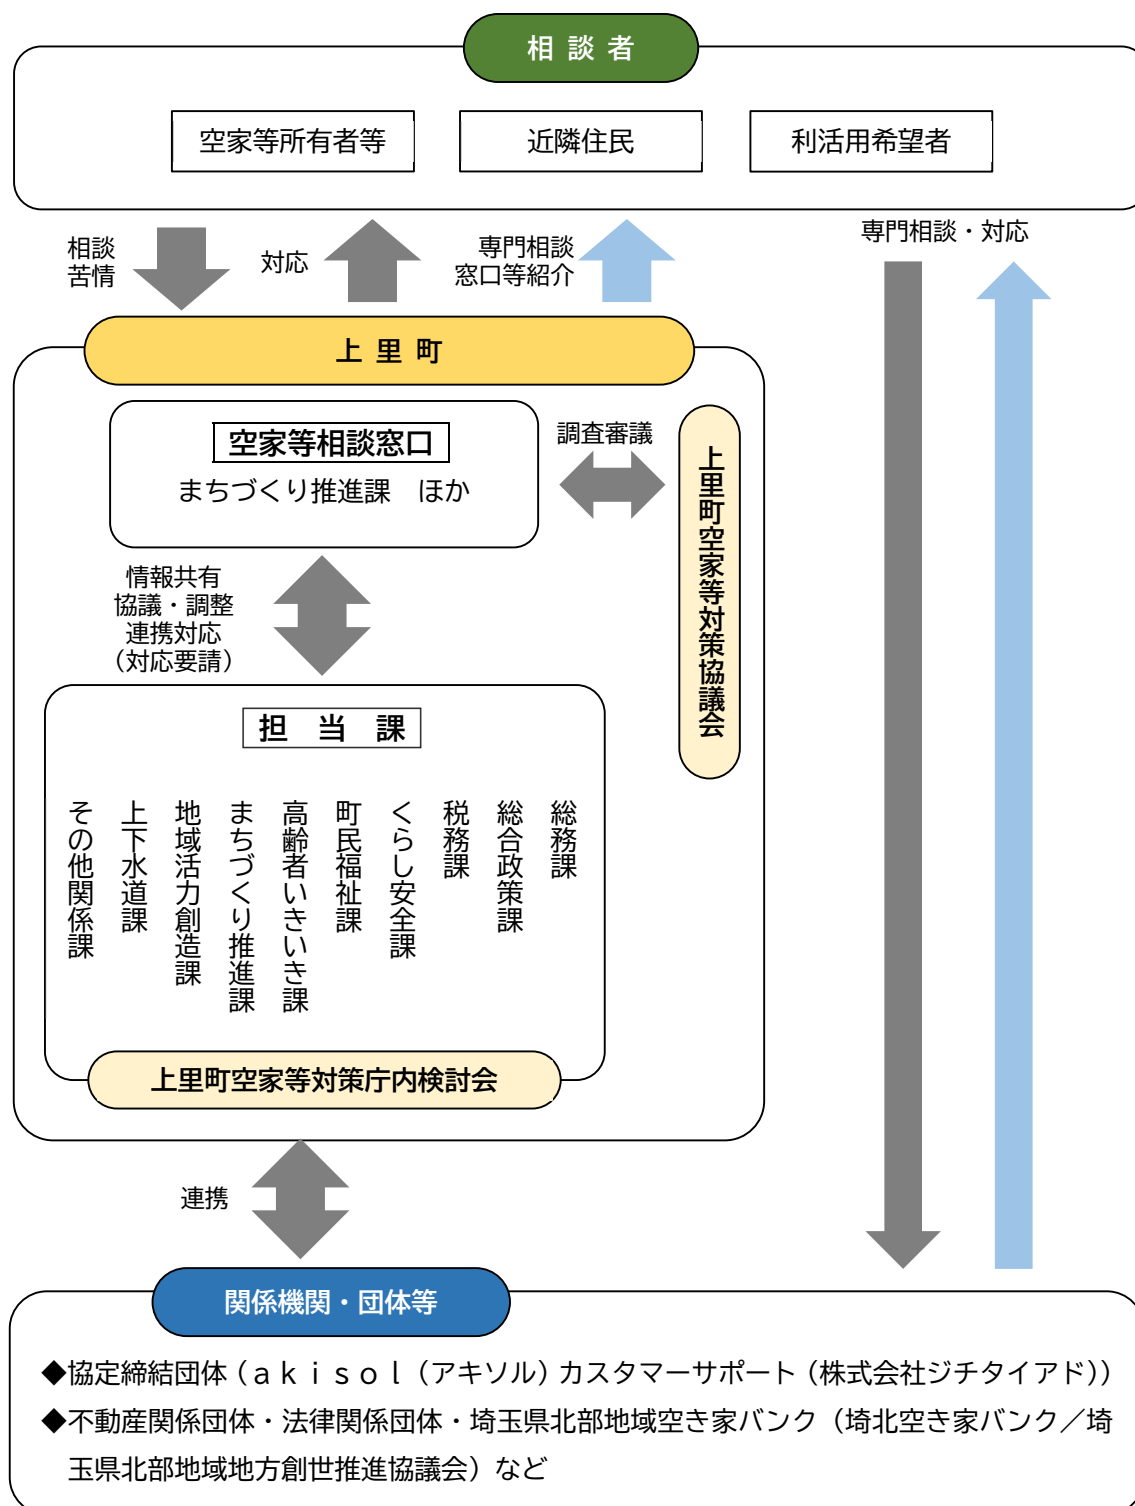 相談者
空家等所有者等
近隣住民
利活用希望者
相談
苦情
対応
専門相談
窓口等紹介
専門相談・対応
上里町
空家等相談窓口
まちづくり推進課　ほか
調査審議
上里町空家等対策協議会
情報共有
協議・調整
連携対応
（対応要請）
担　当　課
総務課
総合政策課
税務課
くらし安全課
町民福祉課
高齢者いきいき課
まちづくり推進課
地域活力創造課
上下水道課
その他関係課
上里町空家等対策庁内検討会
連携
関係機関・団体等
◆協定締結団体（ａｋｉｓｏｌ（アキソル）カスタマーサポート（株式会社ジチタイアド））
◆不動産関係団体・法律関係団体・埼玉県北部地域空き家バンク（埼北空き家バンク／埼
玉県北部地域地方創世推進協議会）など